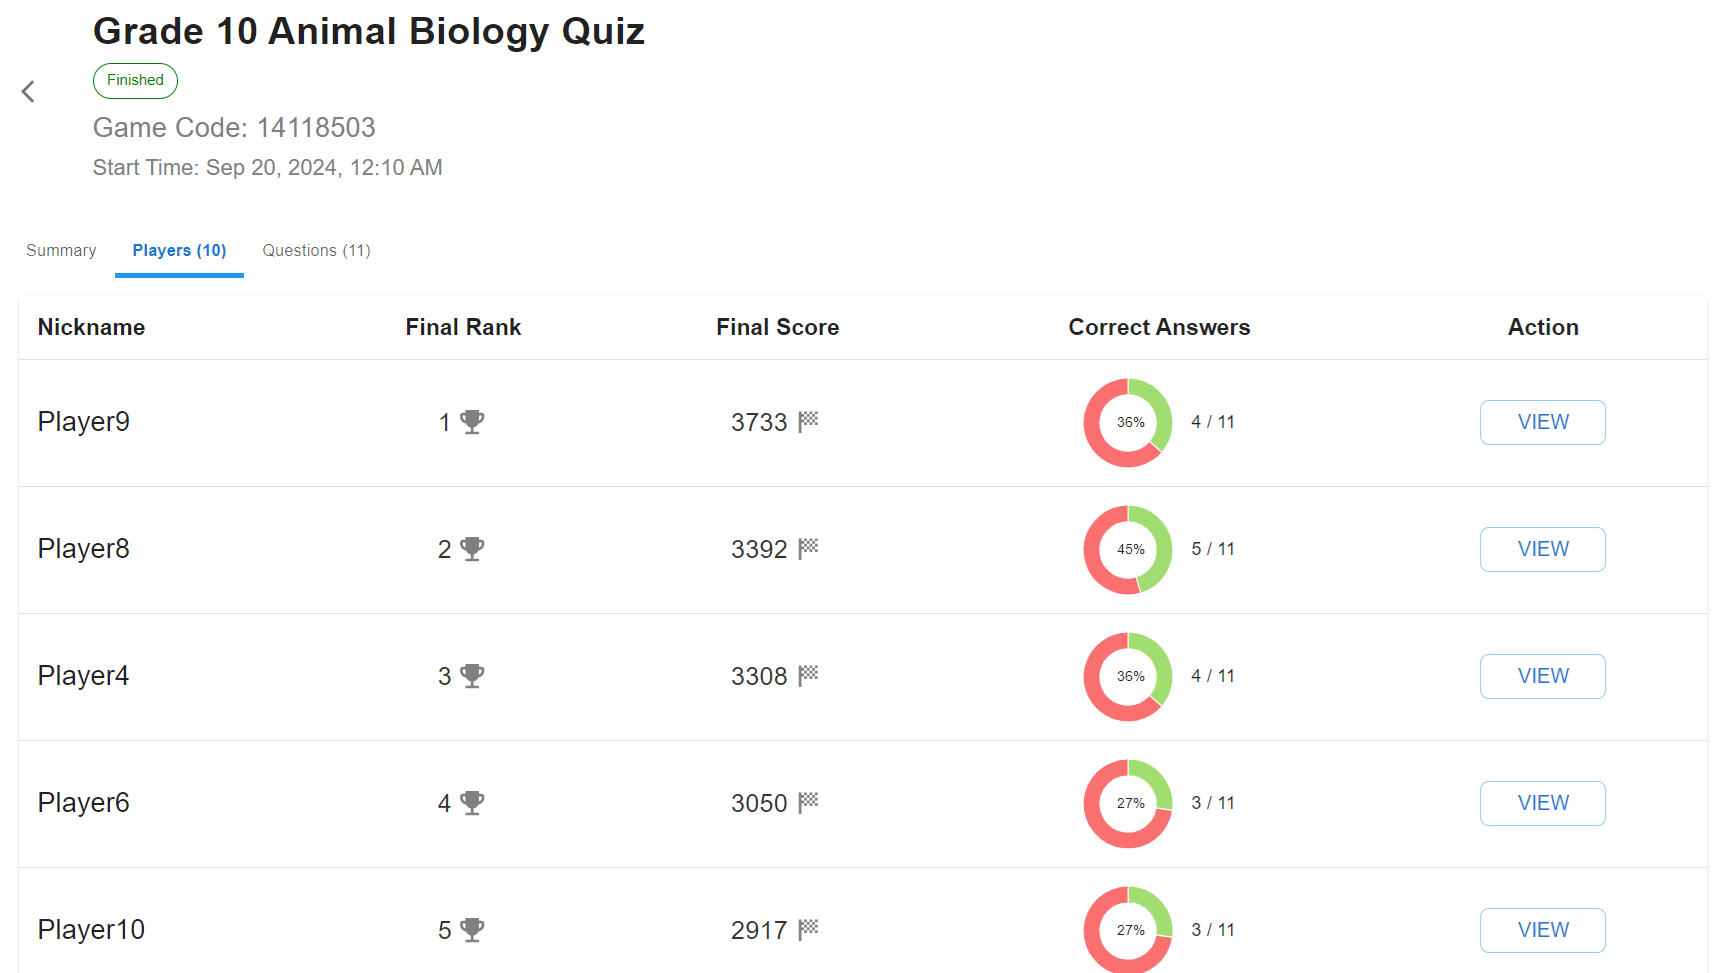 Grade 10 Animal Biology Quiz
Finished
Game Code: 14118503
Start Time: Sep 20, 2024, 12:10 AM
Summary Players (10) Questions (11)
Nickname Final Rank Final Score Correct Answers Action
Player9 1 3733 36% 4 / 11 VIEW
Player8 2 3392 45% 5 / 11 VIEW
Player4 3 3308 36% 4 / 11 VIEW
Player6 4 3050 27% 3 / 11 VIEW
Player10 5 2917 27% 3 / 11 VIEW